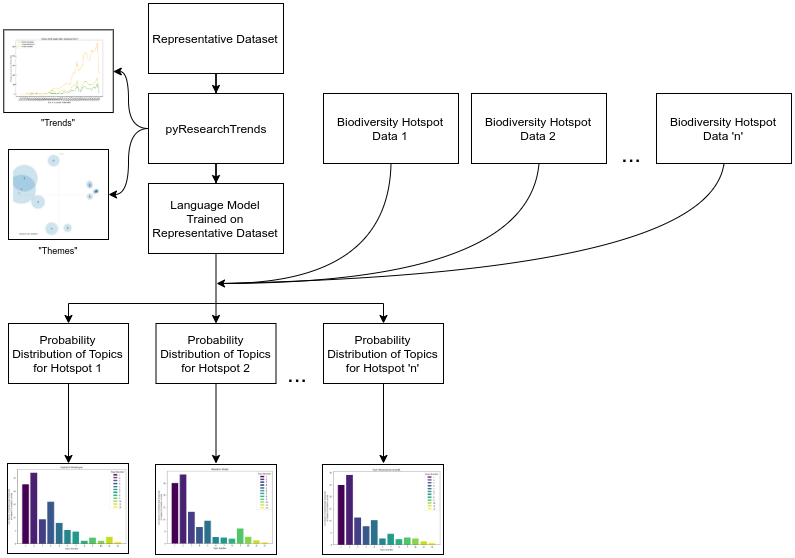 Representative Dataset
"Trends"
pyResearchTrends
Biodiversity Hotspot
Data 1
Biodiversity Hotspot
Data 2
...
Biodiversity Hotspot
Data 'n'
"Themes"
Language Model
Trained on
Representative Dataset
Probability
Distribution of Topics
for Hotspot 1
Probability
Distribution of Topics
for Hotspot 2
...
Probability
Distribution of Topics
for Hotspot 'n'